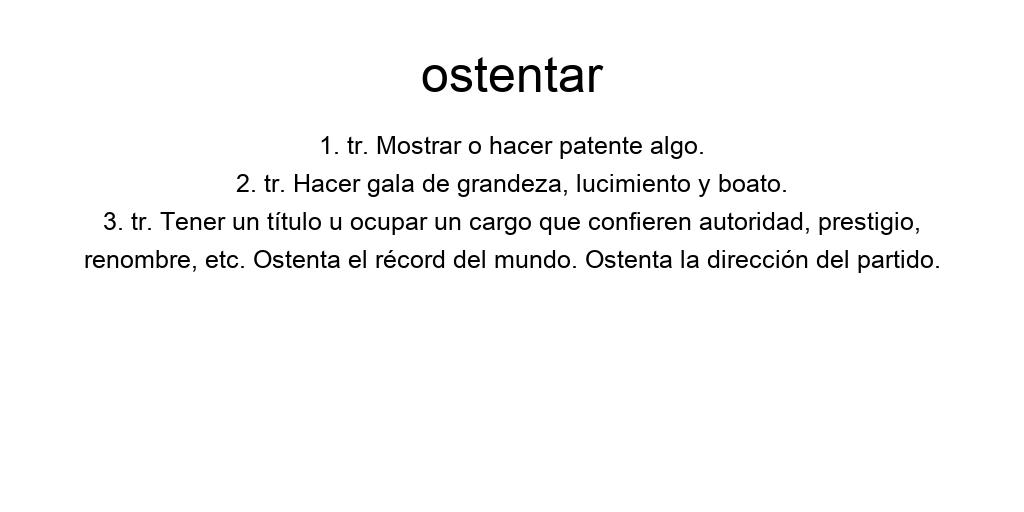 ostentar
1. tr. Mostrar o hacer patente algo.
2. tr. Hacer gala de grandeza, lucimiento y boato.
3. tr. Tener un título u ocupar un cargo que confieren autoridad, prestigio,
renombre, etc. Ostenta el récord del mundo. Ostenta la dirección del partido.